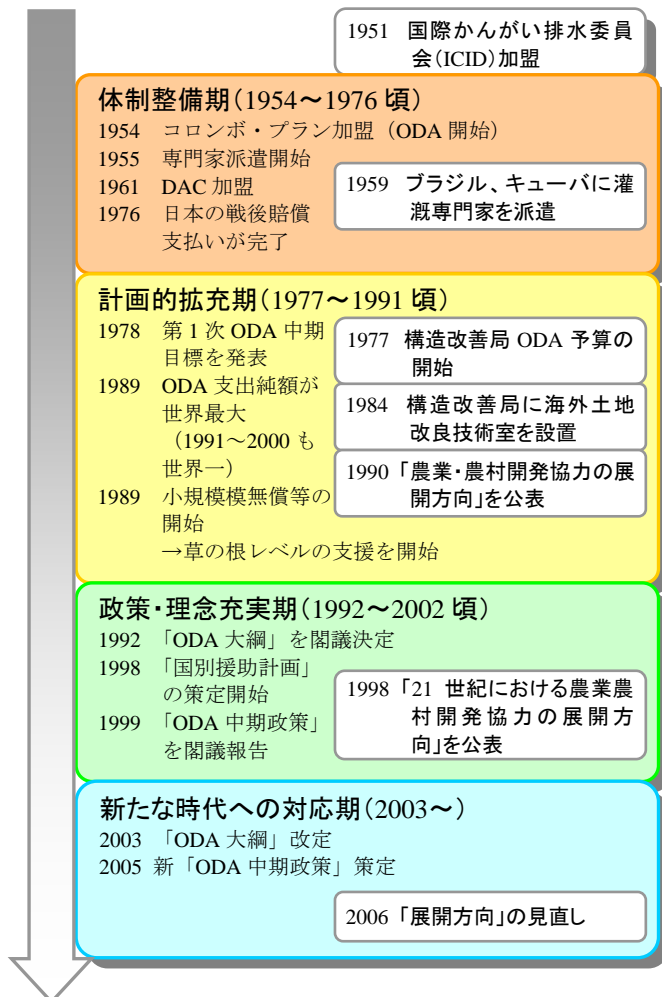 1951 国際かんがい排水委員
会(ICID)加盟
体制整備期(1954～1976 頃)
1954 コロンボ・プラン加盟（ODA 開始）
1955 専門家派遣開始
1961 DAC 加盟
1976 日本の戦後賠償
支払いが完了
1959 ブラジル、キューバに灌
漑専門家を派遣
計画的拡充期(1977～1991 頃)
1978 第 1 次 ODA 中期
目標を発表
1989 ODA 支出純額が
世界最大
（1991～2000 も
世界一）
1989 小規模模無償等の
開始
→草の根レベルの支援を開始
1977 構造改善局 ODA 予算の
開始
1984 構造改善局に海外土地
改良技術室を設置
1990 「農業・農村開発協力の展
開方向」を公表
政策・理念充実期(1992～2002 頃)
1992 「ODA 大綱」を閣議決定
1998 「国別援助計画」
の策定開始
1999 「ODA 中期政策」
を閣議報告
1998 「21 世紀における農業農
村開発協力の展開方
向」を公表
新たな時代への対応期(2003～)
2003 「ODA 大綱」改定
2005 新「ODA 中期政策」策定
2006 「展開方向」の見直し